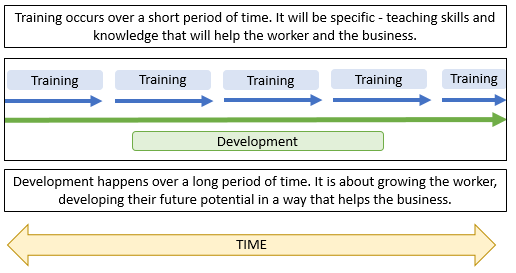 Training occurs over a short period of time. It will be specific - teaching skills and
knowledge that will help the worker and the business.
Training Training Training Training Training
Development
Development happens over a long period of time. It is about growing the worker,
developing their future potential in a way that helps the business.
TIME